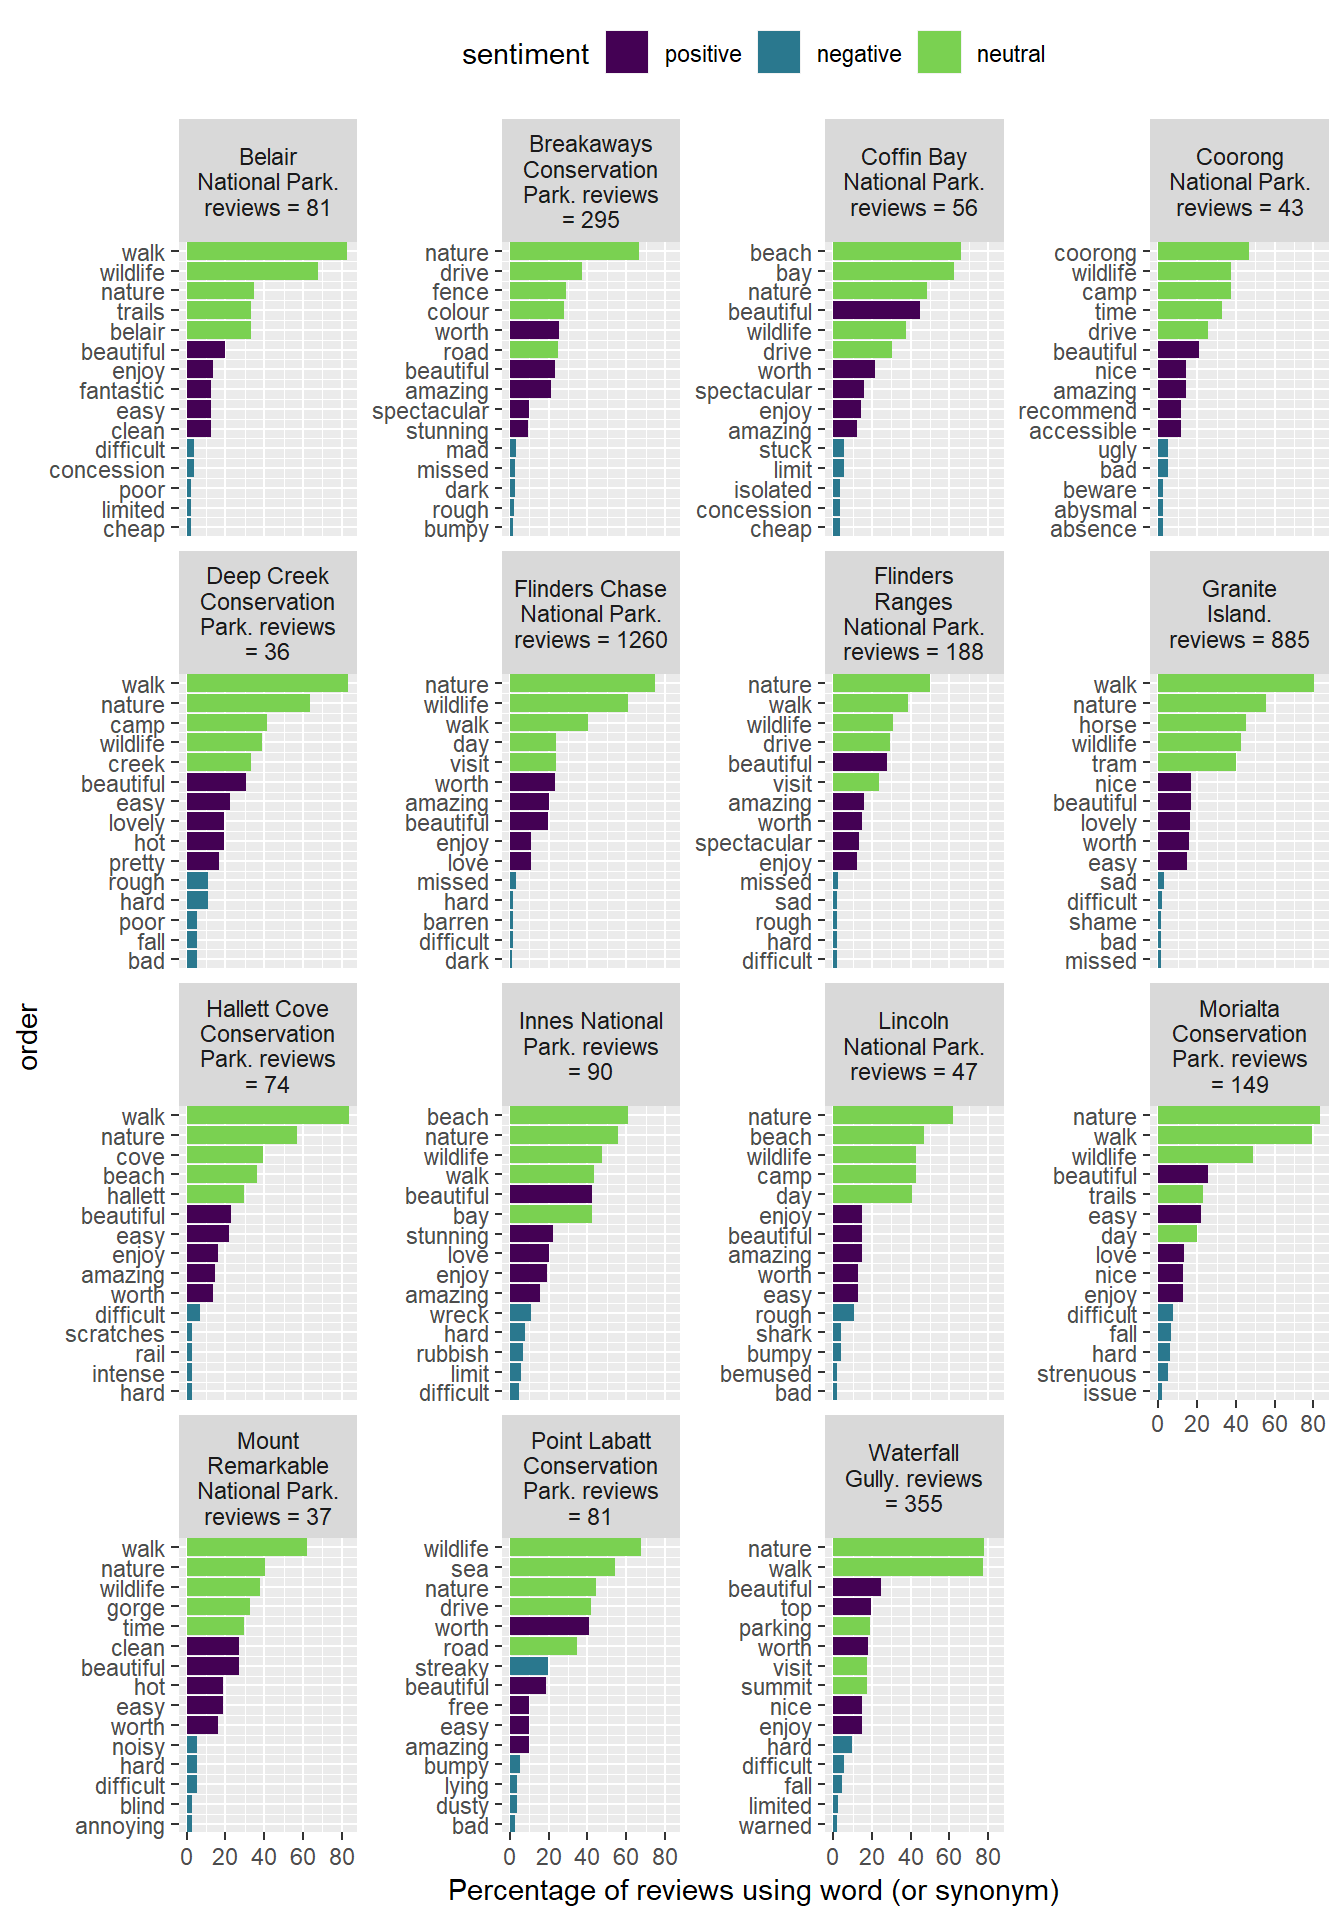 sentiment positive negative neutral
Belair
National Park.
reviews = 81
walk
wildlife
nature
trails
belair
beautiful
enjoy
fantastic
easy
clean
difficult
concession
poor
limited
cheap
Breakaways
Conservation
Park. reviews
= 295
nature
drive
fence
colour
worth
road
beautiful
amazing
spectacular
stunning
mad
missed
dark
rough
bumpy
Coffin Bay
National Park.
reviews = 56
beach
bay
nature
beautiful
wildlife
drive
worth
spectacular
enjoy
amazing
stuck
limit
isolated
concession
cheap
Coorong
National Park.
reviews = 43
coorong
wildlife
camp
time
drive
beautiful
nice
amazing
recommend
accessible
ugly
bad
beware
abysmal
absence
Deep Creek
Conservation
Park. reviews
= 36
walk
nature
camp
wildlife
creek
beautiful
easy
lovely
hot
pretty
rough
hard
poor
fall
bad
Flinders Chase
National Park.
reviews = 1260
nature
wildlife
walk
day
visit
worth
amazing
beautiful
enjoy
love
missed
hard
barren
difficult
dark
Flinders
Ranges
National Park.
reviews = 188
nature
walk
wildlife
drive
beautiful
visit
amazing
worth
spectacular
enjoy
missed
sad
rough
hard
difficult
Granite
Island.
reviews = 885
walk
nature
horse
wildlife
tram
nice
beautiful
lovely
worth
easy
sad
difficult
shame
bad
missed
order
Hallett Cove
Conservation
Park. reviews
= 74
walk
nature
cove
beach
hallett
beautiful
easy
enjoy
amazing
worth
difficult
scratches
rail
intense
hard
Innes National
Park. reviews
= 90
beach
nature
wildlife
walk
beautiful
bay
stunning
love
enjoy
amazing
wreck
hard
rubbish
limit
difficult
Lincoln
National Park.
reviews = 47
nature
beach
wildlife
camp
day
enjoy
beautiful
amazing
worth
easy
rough
shark
bumpy
bemused
bad
Morialta
Conservation
Park. reviews
= 149
nature
walk
wildlife
beautiful
trails
easy
day
love
nice
enjoy
difficult
fall
hard
strenuous
issue
0 20 40 60 80
Mount
Remarkable
National Park.
reviews = 37
walk
nature
wildlife
gorge
time
clean
beautiful
hot
easy
worth
noisy
hard
difficult
blind
annoying
0 20 40 60 80
Point Labatt
Conservation
Park. reviews
= 81
wildlife
sea
nature
drive
worth
road
streaky
beautiful
free
easy
amazing
bumpy
lying
dusty
bad
0 20 40 60 80
Waterfall
Gully. reviews
= 355
nature
walk
beautiful
top
parking
worth
visit
summit
nice
enjoy
hard
difficult
fall
limited
warned
0 20 40 60 80
Percentage of reviews using word (or synonym)